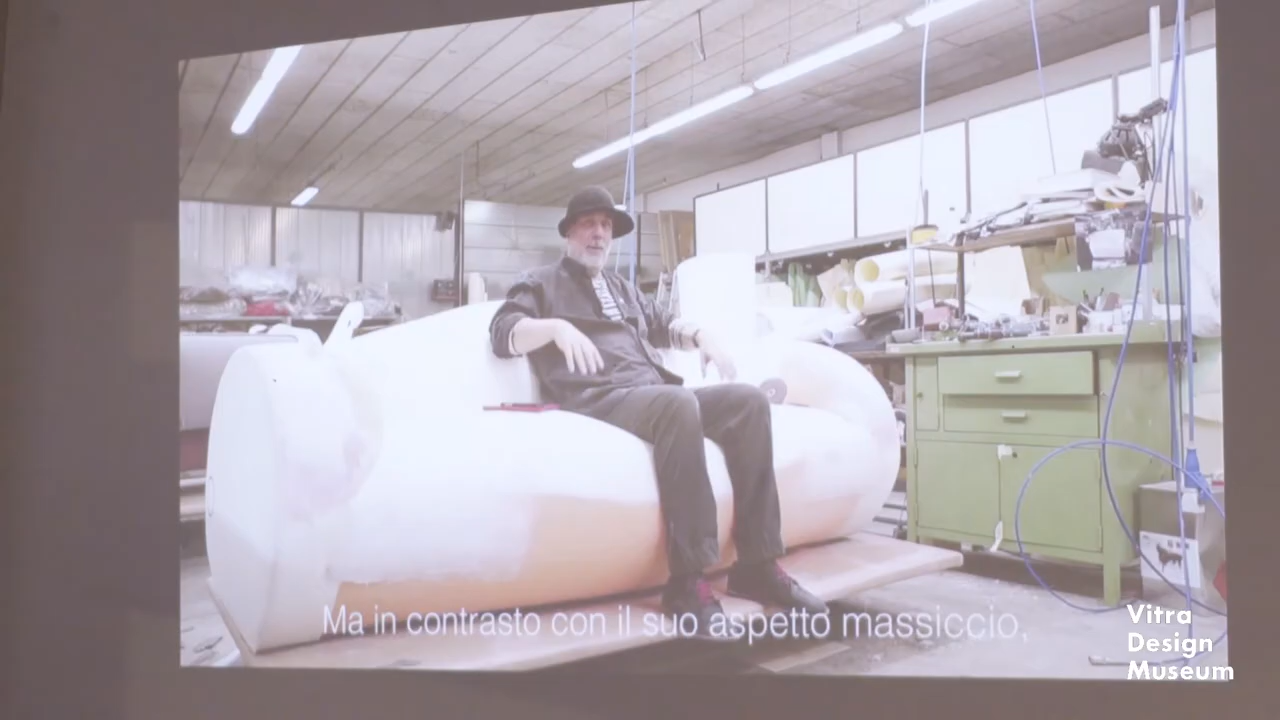 Ma in contrasto con il suo aspetto massiccio,
Vitra
Design
Museum